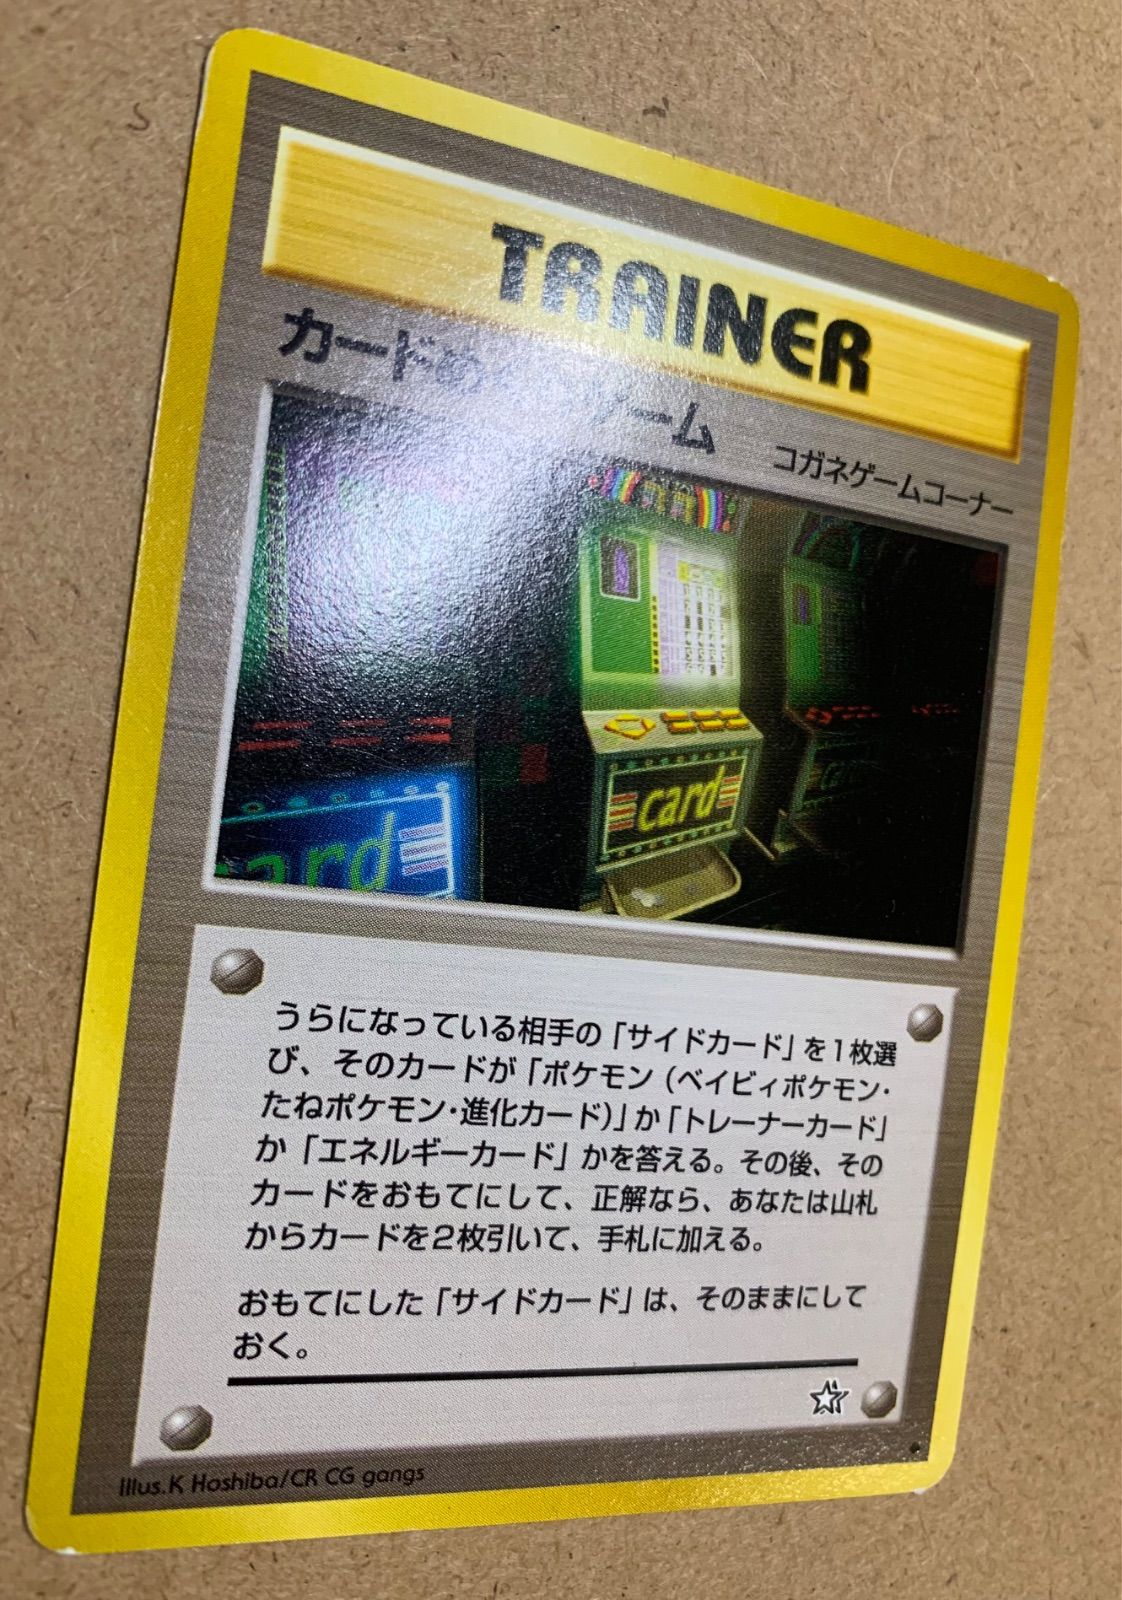 TRAINER
カードめくりゲーム コガネゲームコーナー
card
card
うらになっている相手の「サイドカード」を1枚選
び、そのカードが「ポケモン（ベイビィポケモン・
たねポケモン・進化カード）」か「トレーナーカード」
か「エネルギーカード」かを答える。その後、その
カードをおもてにして、正解なら、あなたは山札
からカードを2枚引いて、手札に加える。
おもてにした「サイドカード」は、そのままにして
おく。
Illus.K Hoshiba/CR CG gangs